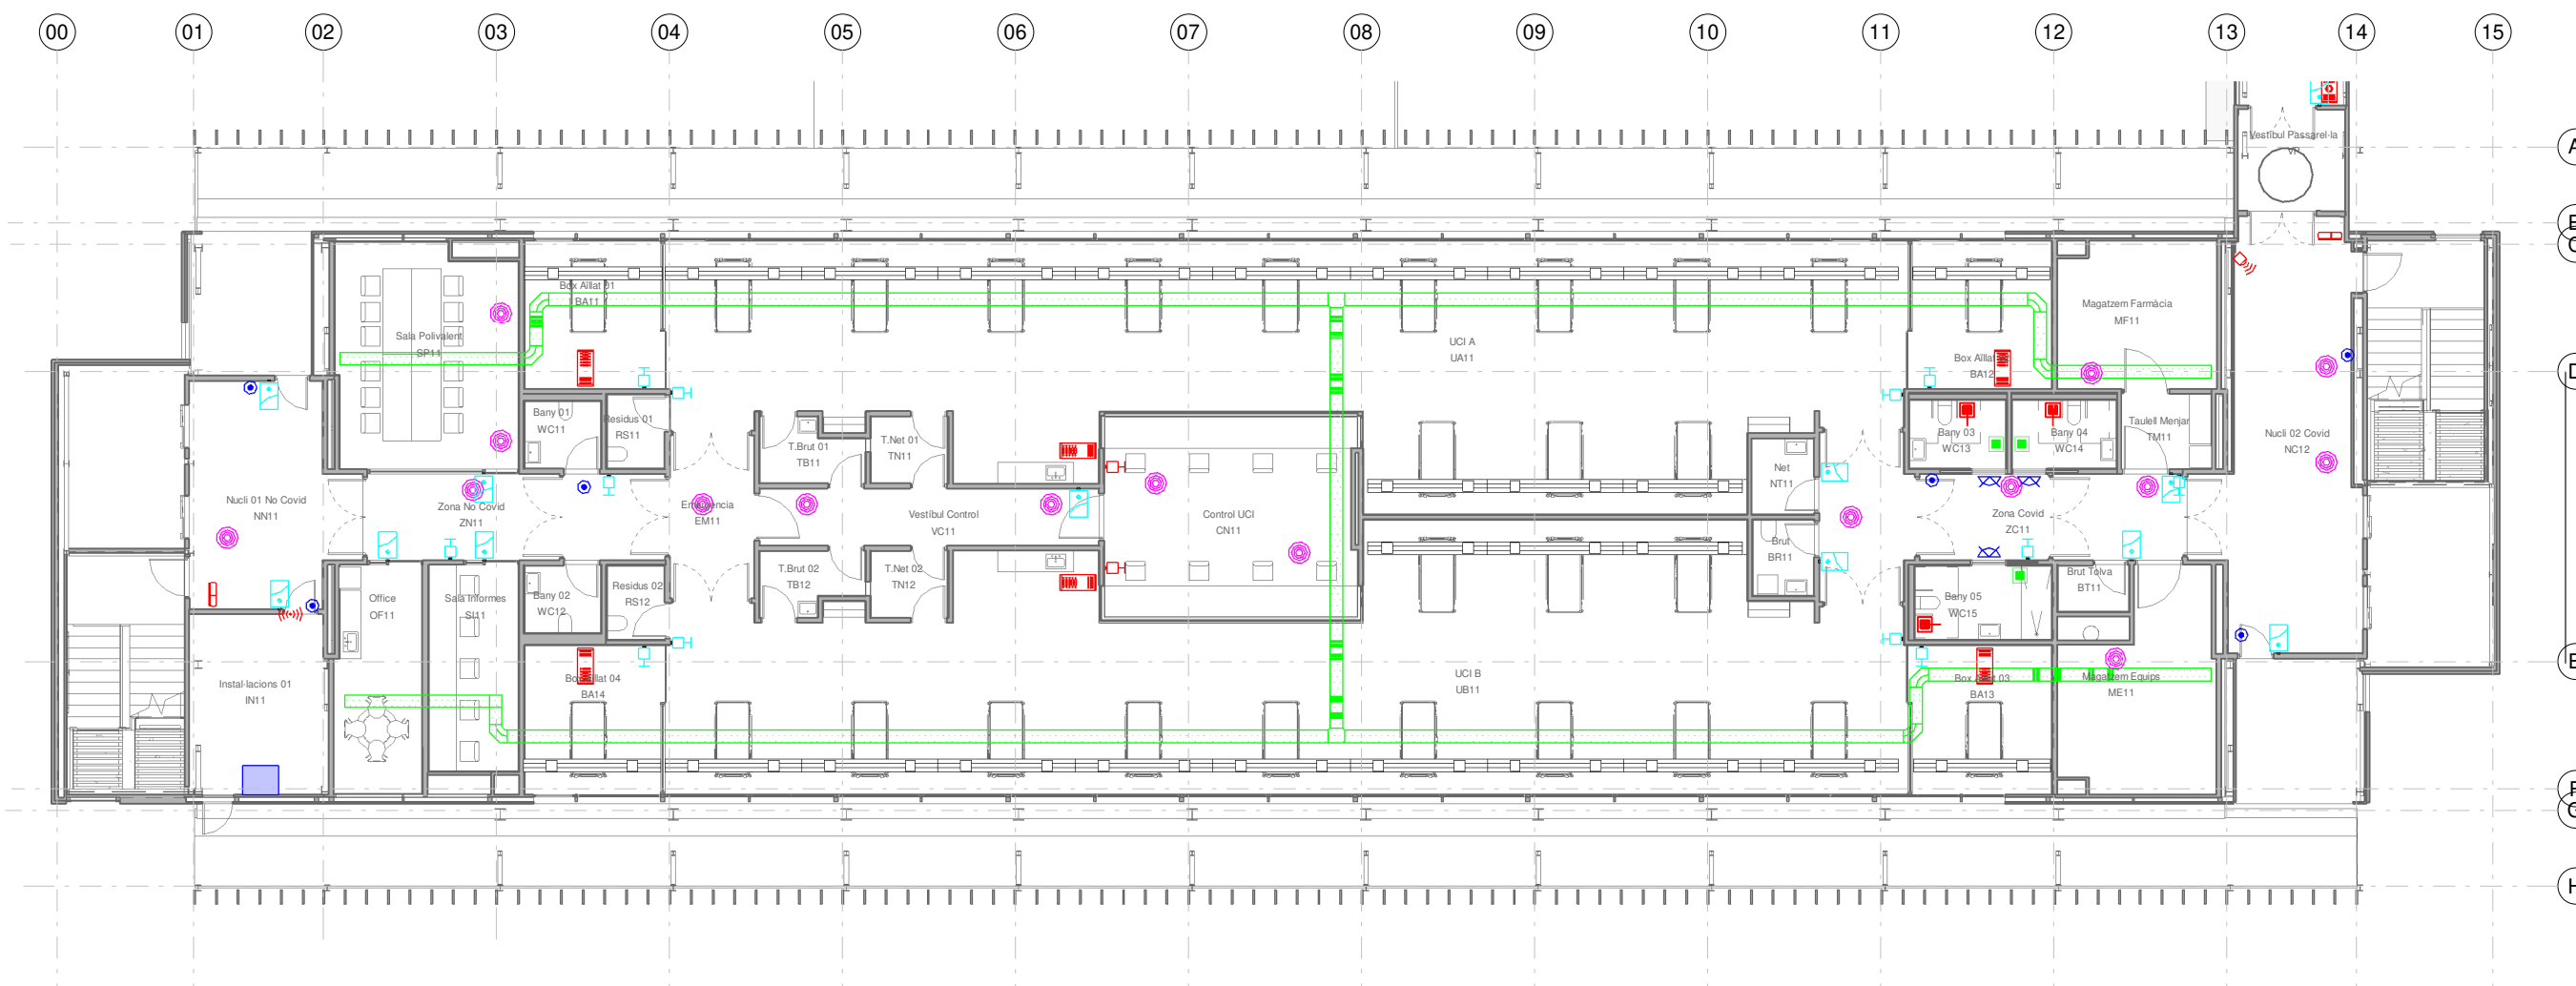 00 01 02 03 04 05 06 07 08 09 10 11 12 13 14 15
Vestíbul Passarel·la
VP
A
C
D
E
F
H
Box Aïllat 01
BA11
Sala Polivalent
SP11
UCI A
UA11
Magatzem Farmàcia
MF11
BA12
Bany 01
WC11
Residus 01
RS11
T.Brut 01
TB11
T.Net 01
TN11
Net
NT11
Bany 03
WC13
Bany 04
WC14
Taulell Menjar
TM11
Nucli 02 Covid
NC12
Nucli 01 No Covid
NN11
Zona No Covid
ZN11
EM11
Vestíbul Control
VC11
Control UCI
CN11
Brut
BR11
Zona Covid
ZC11
T.Brut 02
TB12
T.Net 02
TN12
Office
OF11
Sala Informes
SI11
Bany 02
WC12
Residus 02
RS12
Bany 05
WC15
Brut Tolva
BT11
Instal·lacions 01
IN11
BA14
UCI B
UB11
BA13
Magatzem Equips
ME11